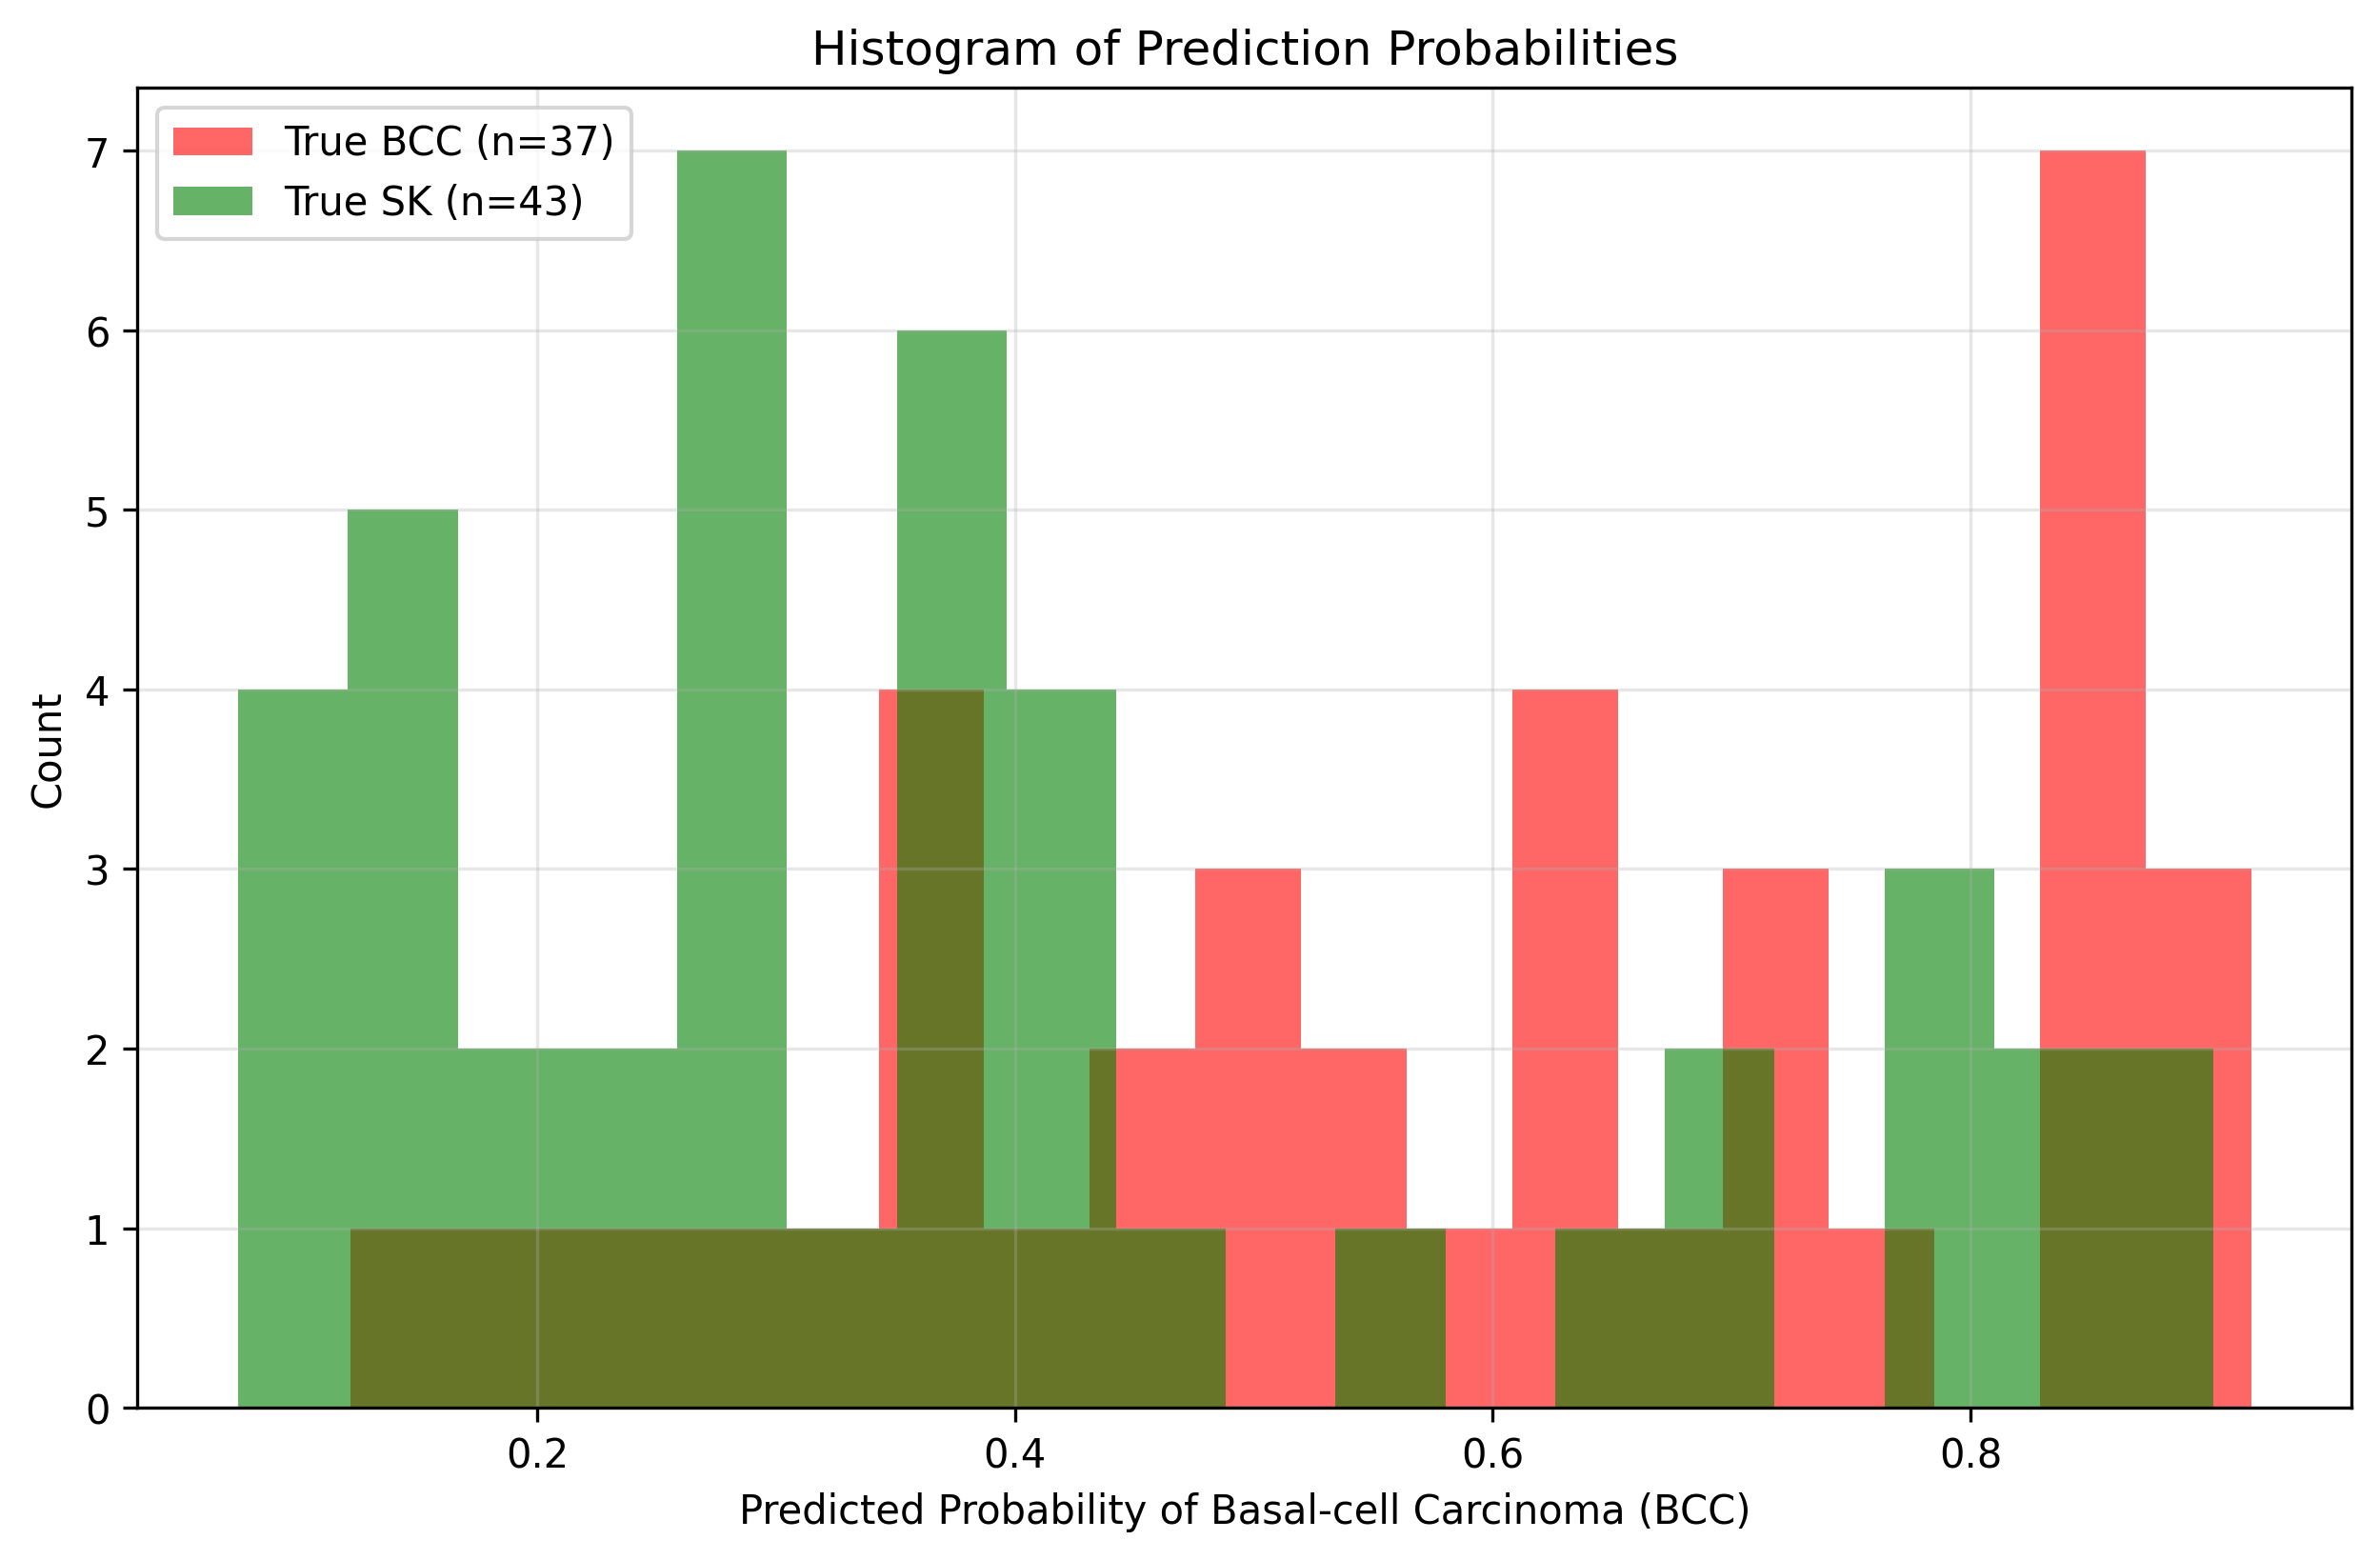 Histogram of Prediction Probabilities
True BCC (n=37)
True SK (n=43)
7
6
5
4
3
2
1
0
Count
0.2 0.4 0.6 0.8
Predicted Probability of Basal-cell Carcinoma (BCC)